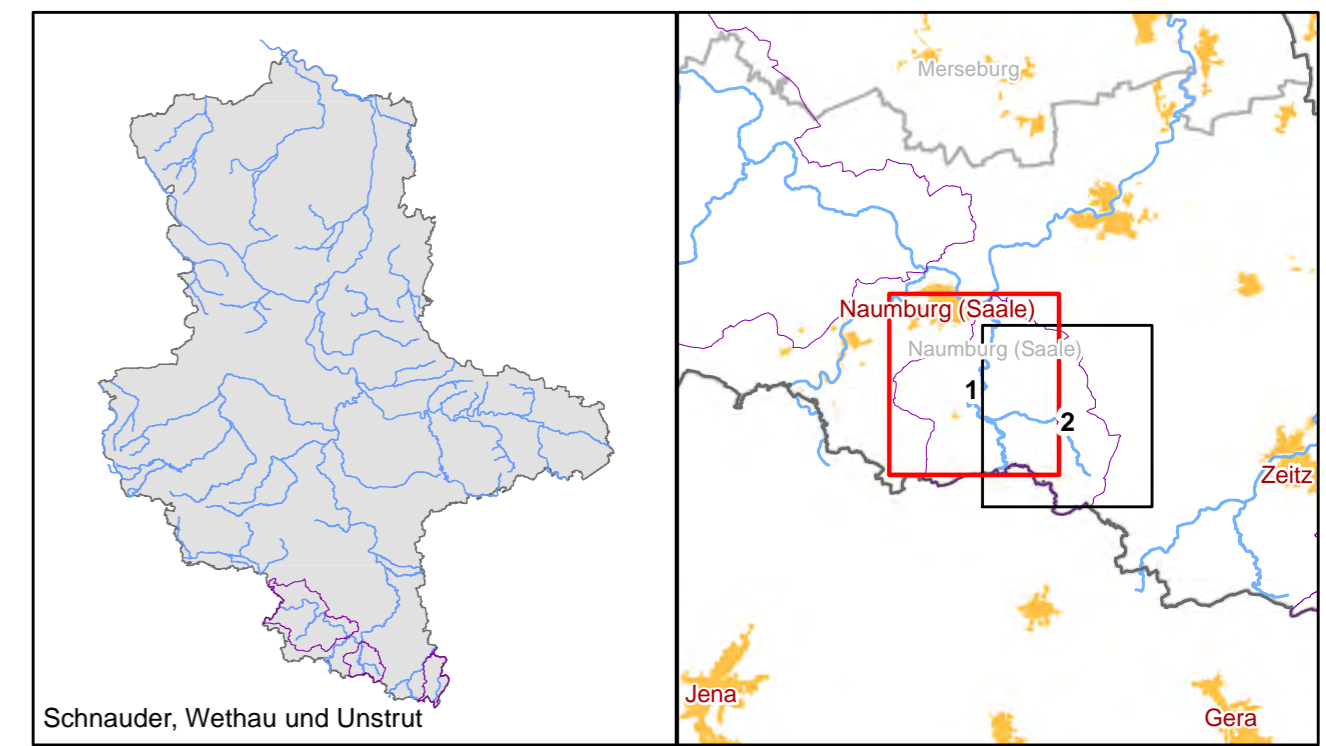 Schnauder, Wethau und Unstrut
Merseburg
Naumburg (Saale)
Naumburg (Saale)
1
2
Zeitz
Jena
Gera